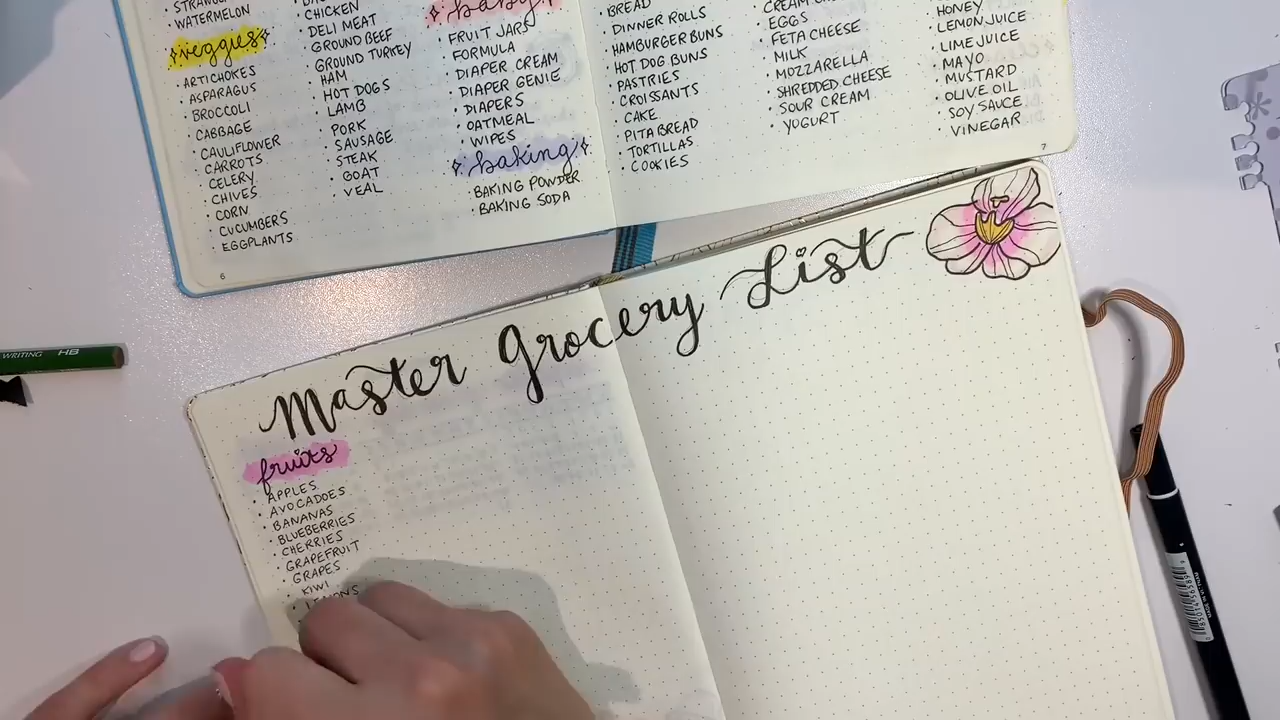 WATERMELON
veggies
• ARTICHOKES
• ASPARAGUS
• BROCCOLI
• CABBAGE
• CAULIFLOWER
• CARROTS
• CELERY
• CHIVES
• CORN
• CUCUMBERS
• EGGPLANTS
6
• CHICKEN
• DELI MEAT
• GROUND BEEF
• GROUND TURKEY
• HAM
• HOT DOGS
• LAMB
• PORK
• SAUSAGE
• STEAK
• GOAT
• VEAL
baby
• FRUIT JARS
• FORMULA
• DIAPER CREAM
• DIAPER GENIE
• DIAPERS
• OATMEAL
• WIPES
baking
• BAKING POWDER
• BAKING SODA
• BREAD
• DINNER ROLLS
• HAMBURGER BUNS
• HOT DOG BUNS
• PASTRIES
• CROISSANTS
• CAKE
• PITA BREAD
• TORTILLAS
• COOKIES
• EGGS
• FETA CHEESE
• MILK
• MOZZARELLA
• SHREDDED CHEESE
• SOUR CREAM
• YOGURT
• HONEY
• LEMON JUICE
• LIME JUICE
• MAYO
• MUSTARD
• OLIVE OIL
• SOY SAUCE
• VINEGAR
7
WRITING HB
Master Grocery List
fruits
• APPLES
• AVOCADOES
• BANANAS
• BLUEBERRIES
• CHERRIES
• GRAPEFRUIT
• GRAPES
• KIWI